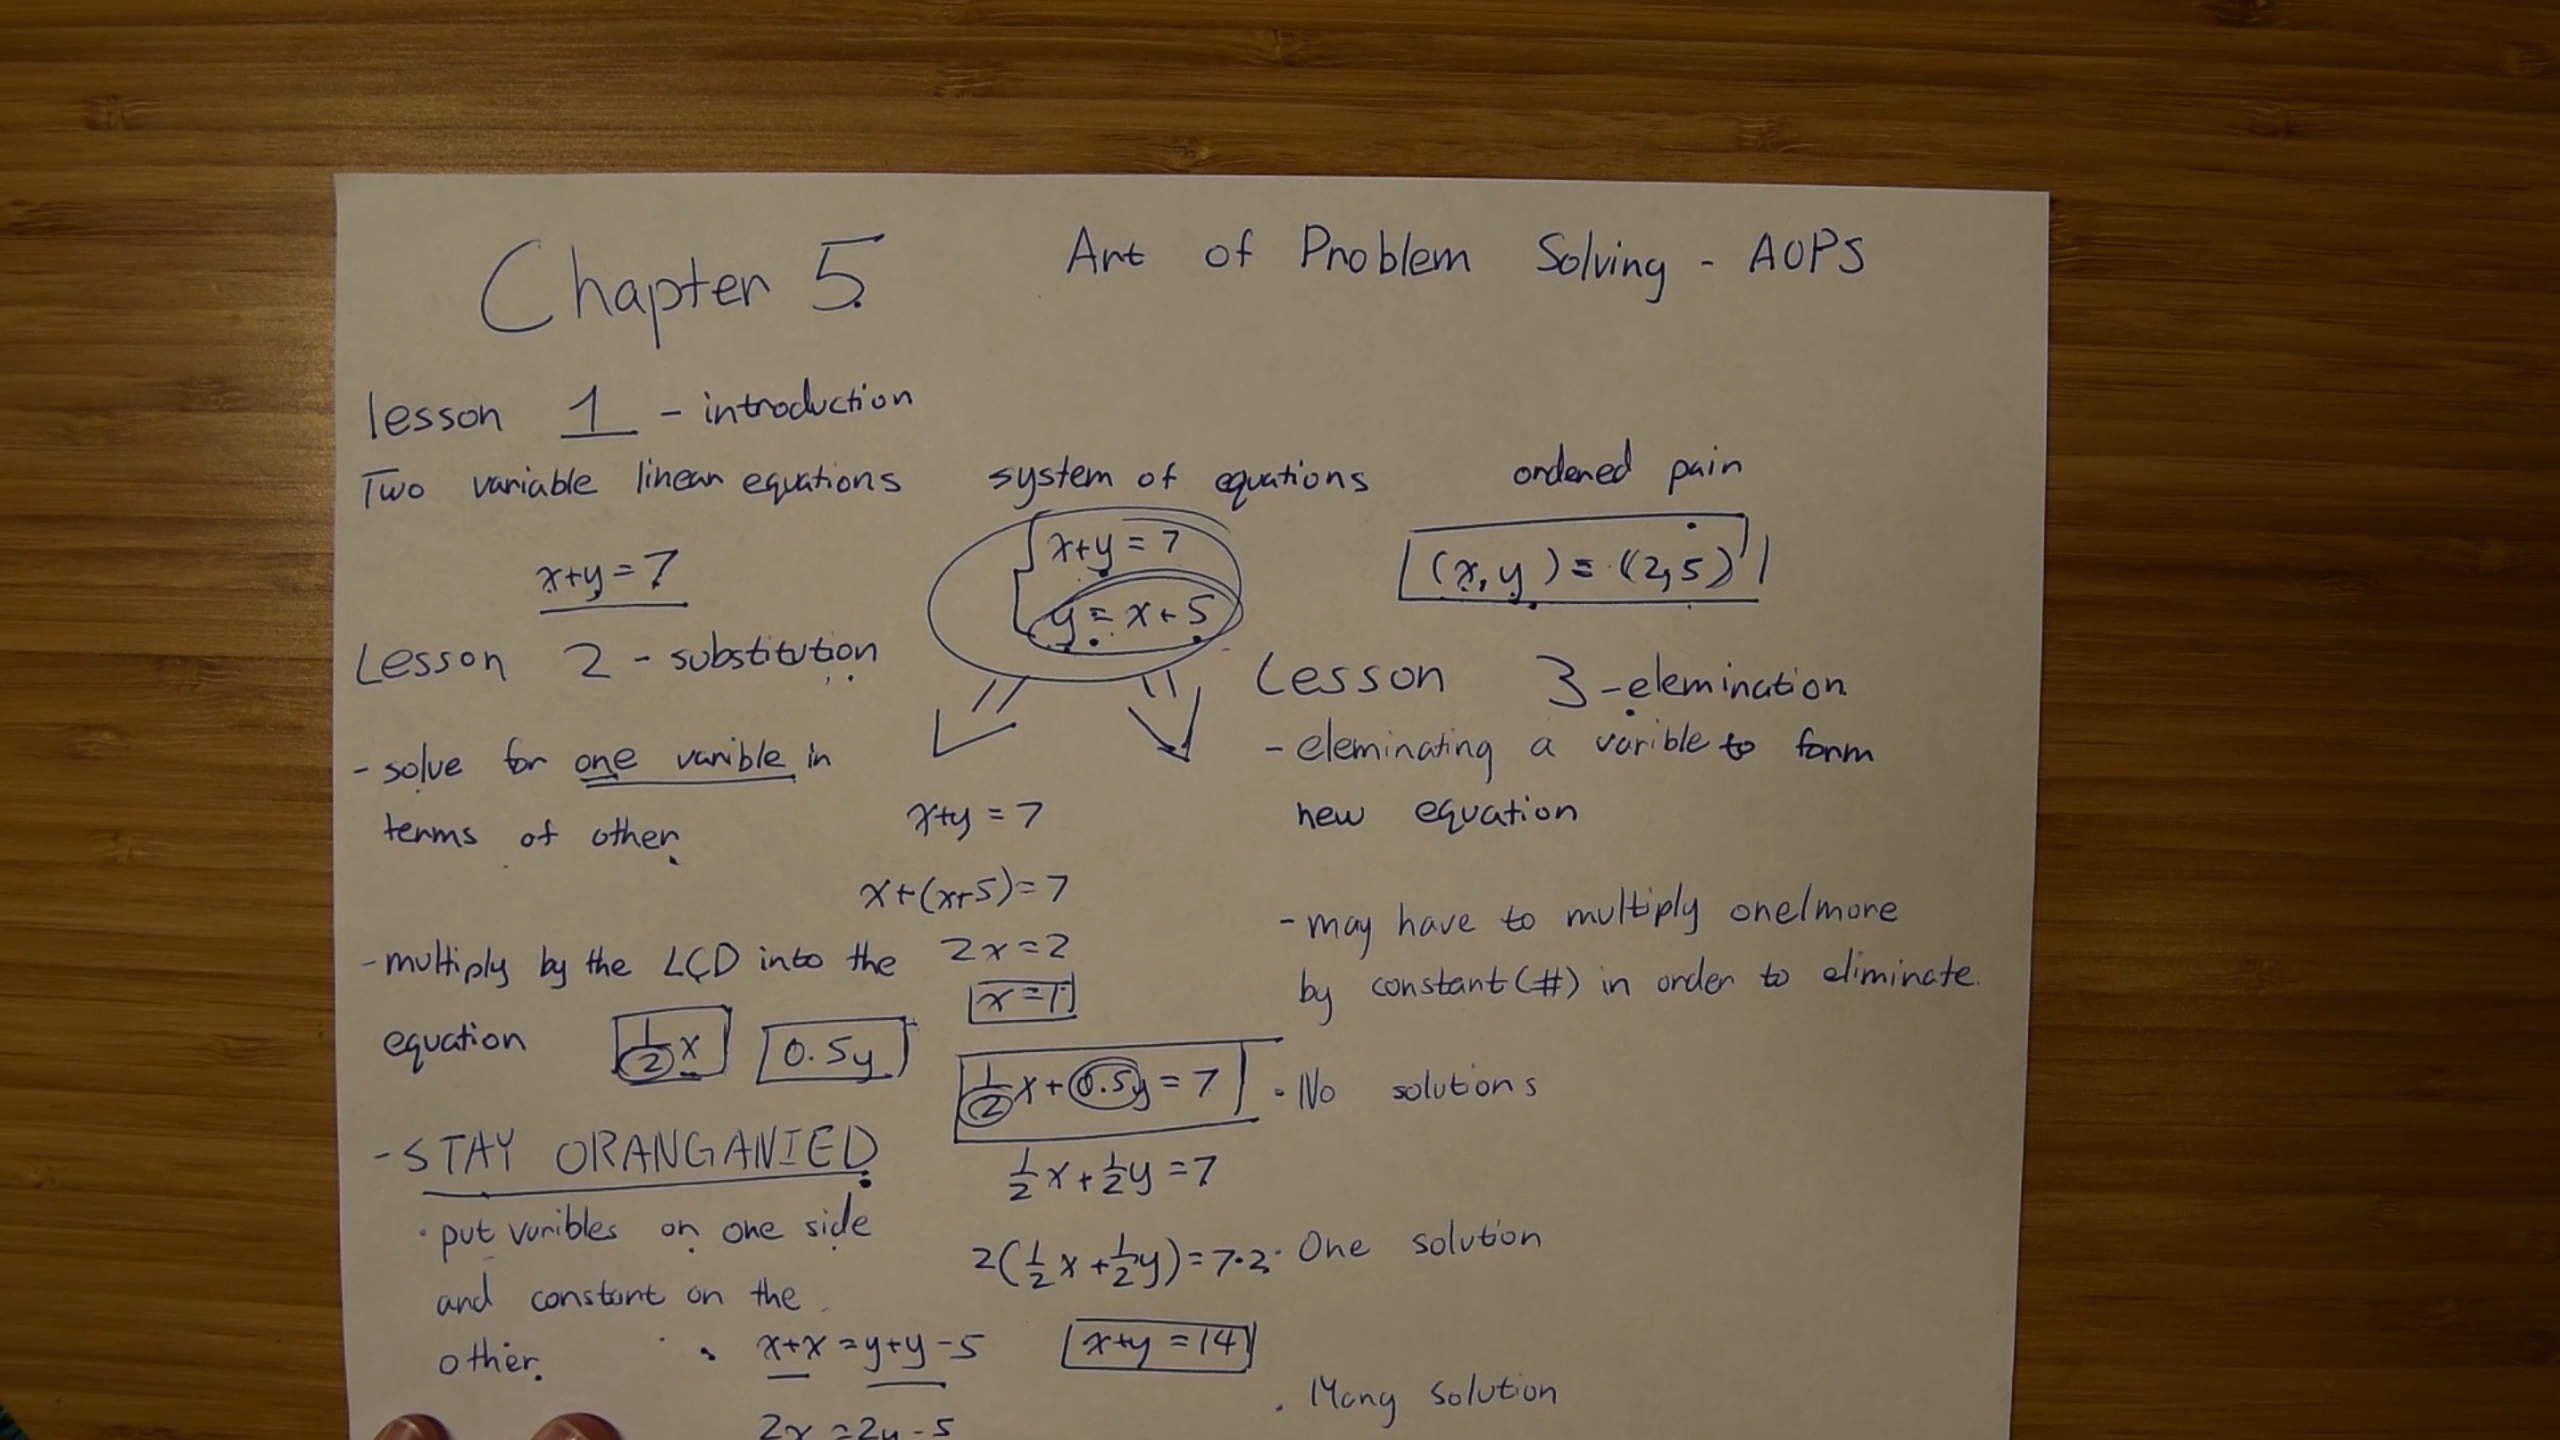 Chapter 5
Art of Problem Solving - AOPS
lesson 1 - introduction
Two variable linear equations
x+y=7
system of equations
x+y = 7
y = x+5
ordered pair
(x, y) = (2, 5)
Lesson 2 - substitution
- solve for one varible in
terms of other.
x+y = 7
x+(x+5)=7
2x=2
x=1
- multiply by the LCD into the
equation
1/2 x
0.5y
1/2 x + 0.5y = 7
1/2 x + 1/2 y = 7
2(1/2 x + 1/2 y) = 7·2
x+y = 14
- STAY ORANGANIED
· put varibles on one side
and constant on the
other.
x+x = y+y-5
2x = 2y-5
Lesson 3 - elemination
- eleminating a varible to form
new equation
- may have to multiply one/more
by constant (#) in order to eliminate.
· No solutions
· One solution
· Many solution